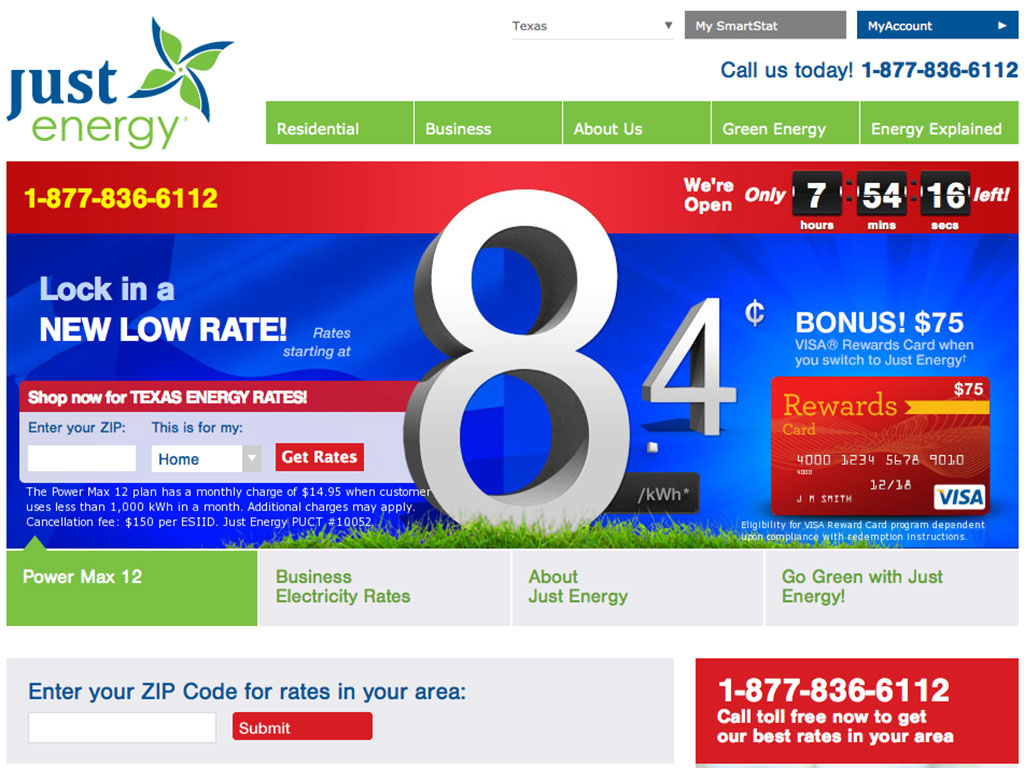 just
energy
Texas
My SmartStat
MyAccount
Call us today! 1-877-836-6112
Residential
Business
About Us
Green Energy
Energy Explained
1-877-836-6112
We're
Open
Only
7
54
16
left!
hours
mins
secs
Lock in a
NEW LOW RATE!
Rates
starting at
8.4¢
/kWh*
BONUS! $75
VISA® Rewards Card when
you switch to Just Energy†
$75
Rewards
Card
4000 1234 5678 9010
4000
12/18
J M SMITH
VISA
Eligibility for VISA Reward Card program dependent
upon compliance with redemption instructions.
Shop now for TEXAS ENERGY RATES!
Enter your ZIP:
This is for my:
Home
Get Rates
The Power Max 12 plan has a monthly charge of $14.95 when customer
uses less than 1,000 kWh in a month. Additional charges may apply.
Cancellation fee: $150 per ESIID. Just Energy PUCT #10052.
Power Max 12
Business
Electricity Rates
About
Just Energy
Go Green with Just
Energy!
Enter your ZIP Code for rates in your area:
Submit
1-877-836-6112
Call toll free now to get
our best rates in your area